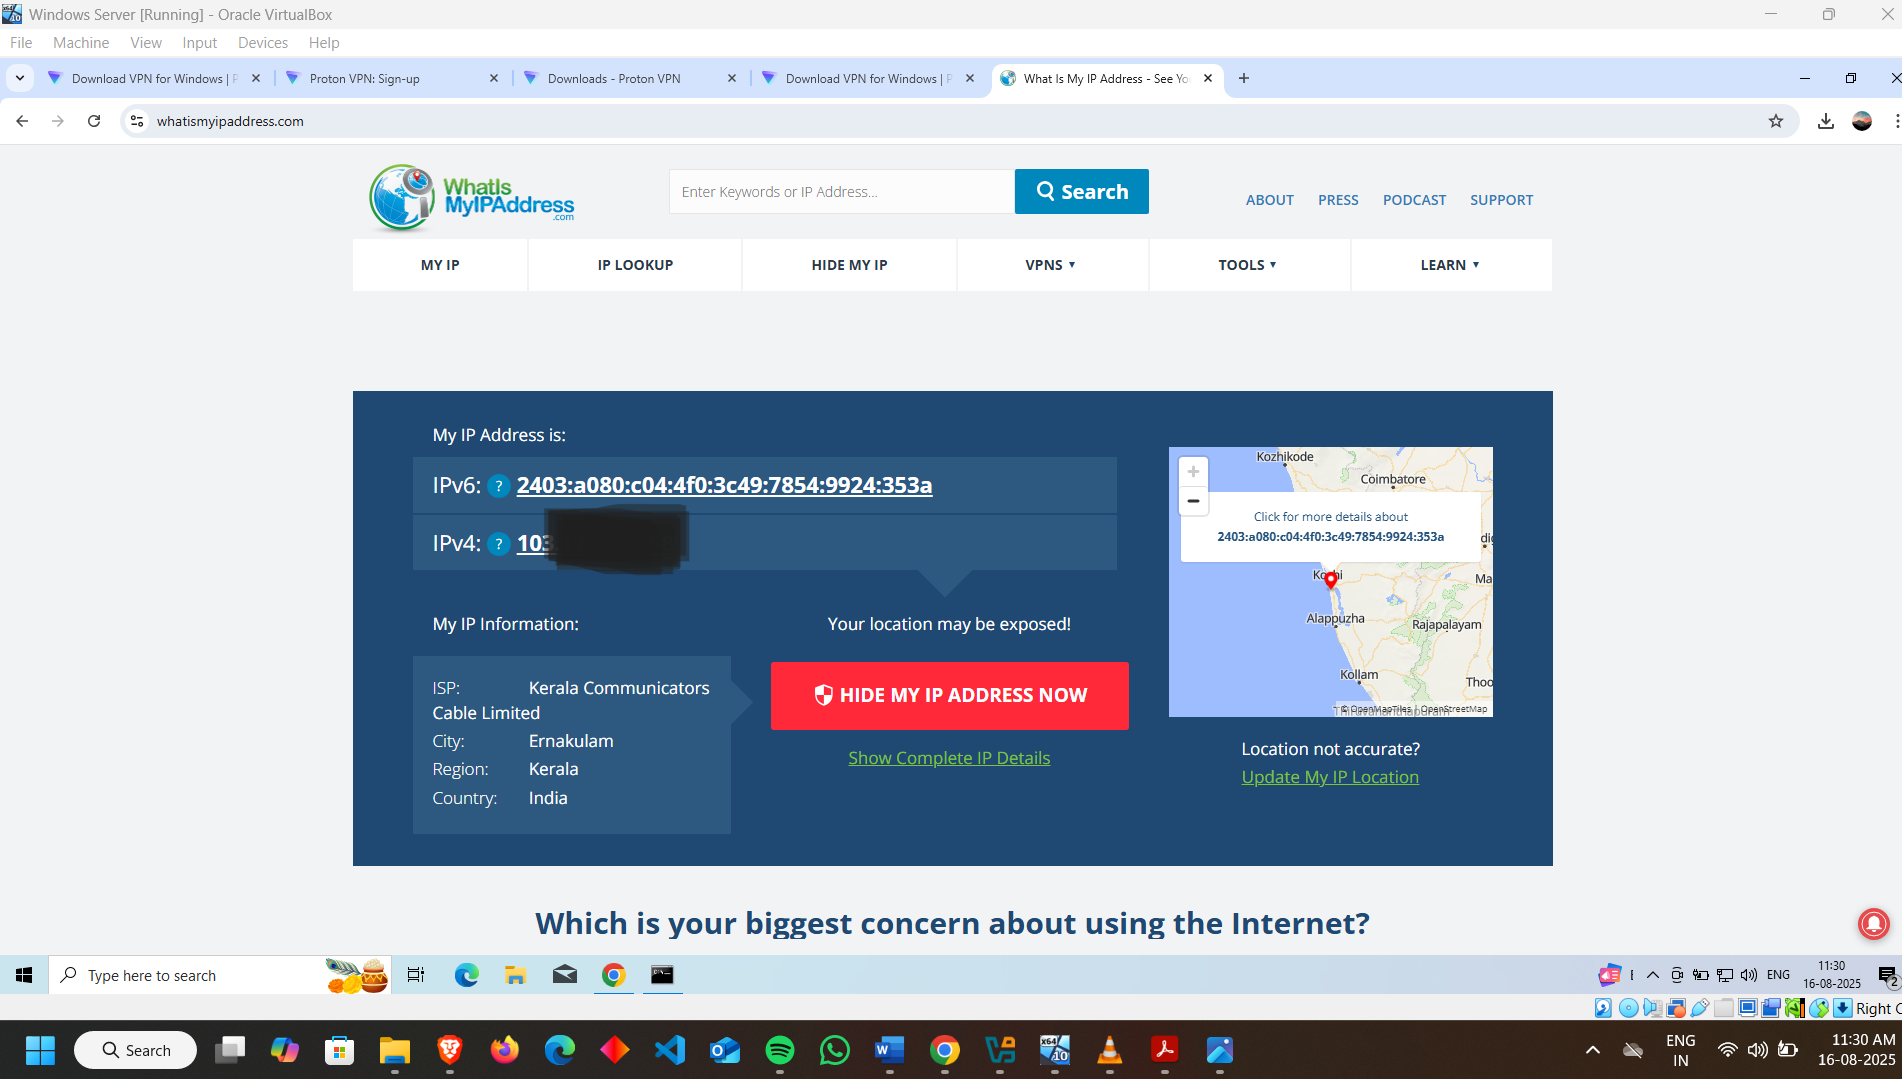 Windows Server [Running] - Oracle VirtualBox
File Machine View Input Devices Help
Download VPN for Windows | P
Proton VPN: Sign-up
Downloads - Proton VPN
Download VPN for Windows | P
What Is My IP Address - See Yo
whatismyipaddress.com
WhatIs
MyIPAddress
.com
Enter Keywords or IP Address...
Search
ABOUT PRESS PODCAST SUPPORT
MY IP IP LOOKUP HIDE MY IP VPNS TOOLS LEARN
My IP Address is:
IPv6: ? 2403:a080:c04:4f0:3c49:7854:9924:353a
IPv4: ? 103
My IP Information:
ISP: Kerala Communicators
Cable Limited
City: Ernakulam
Region: Kerala
Country: India
Your location may be exposed!
HIDE MY IP ADDRESS NOW
Show Complete IP Details
Kozhikode
Coimbatore
Click for more details about
2403:a080:c04:4f0:3c49:7854:9924:353a
Ma
Alappuzha
Rajapalayam
Kollam
Thoo
© OpenMapTiles | OpenStreetMap
Location not accurate?
Update My IP Location
Which is your biggest concern about using the Internet?
Type here to search
ENG
11:30
16-08-2025
2
Right C
Search
ENG
IN
11:30 AM
16-08-2025